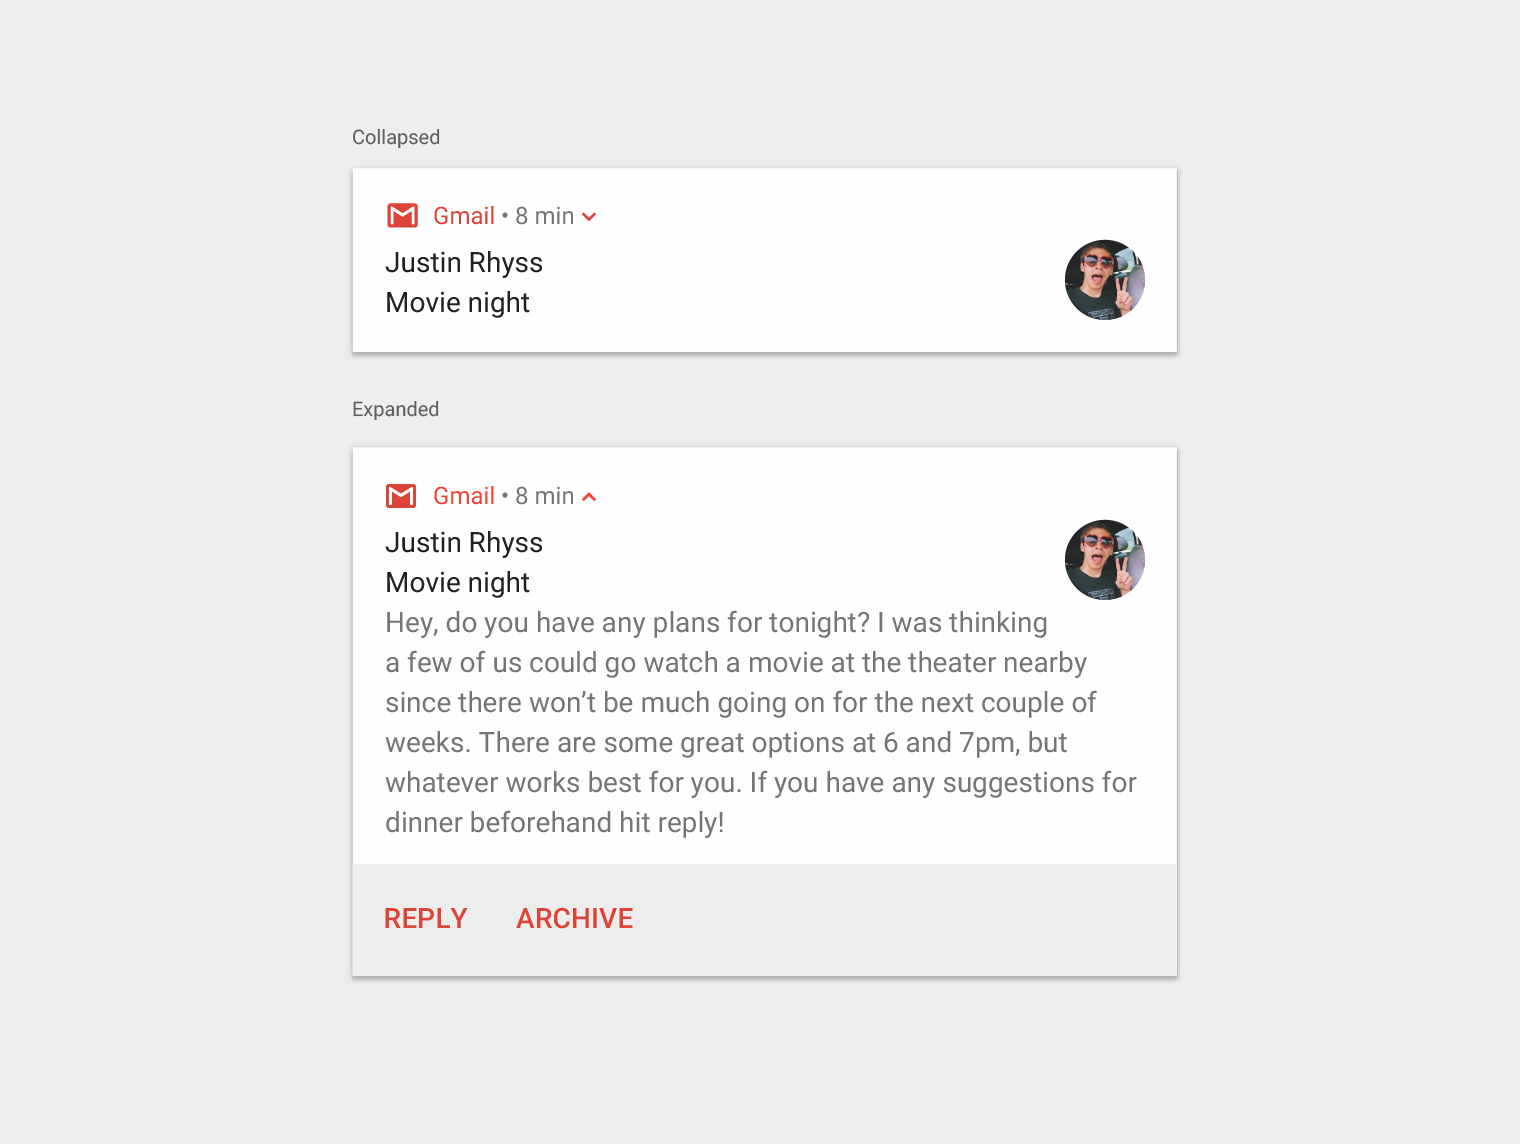 Collapsed
Gmail • 8 min
Justin Rhyss
Movie night
Expanded
Gmail • 8 min
Justin Rhyss
Movie night
Hey, do you have any plans for tonight? I was thinking
a few of us could go watch a movie at the theater nearby
since there won’t be much going on for the next couple of
weeks. There are some great options at 6 and 7pm, but
whatever works best for you. If you have any suggestions for
dinner beforehand hit reply!
REPLY ARCHIVE